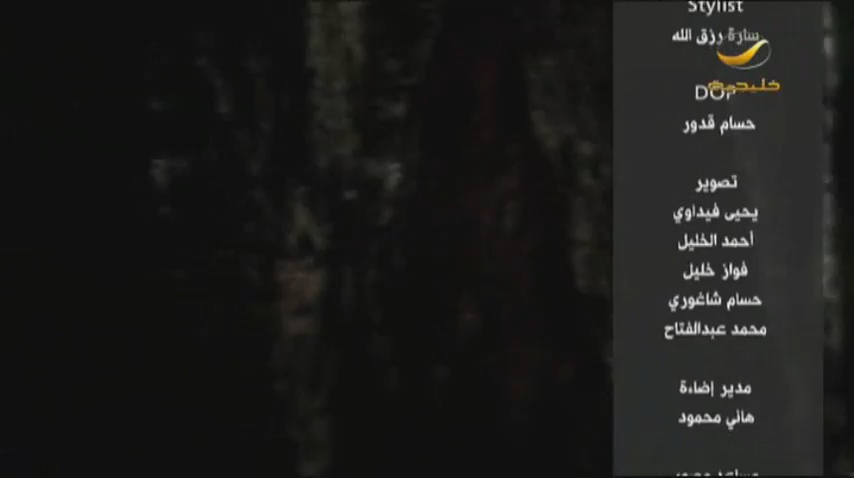 Stylist
سارة رزق الله
خليجية
DOP
حسام قدور
تصوير
يحيى فيداوي
أحمد الخليل
فواز خليل
حسام شاغوري
محمد عبدالفتاح
مدير إضاءة
هاني محمود